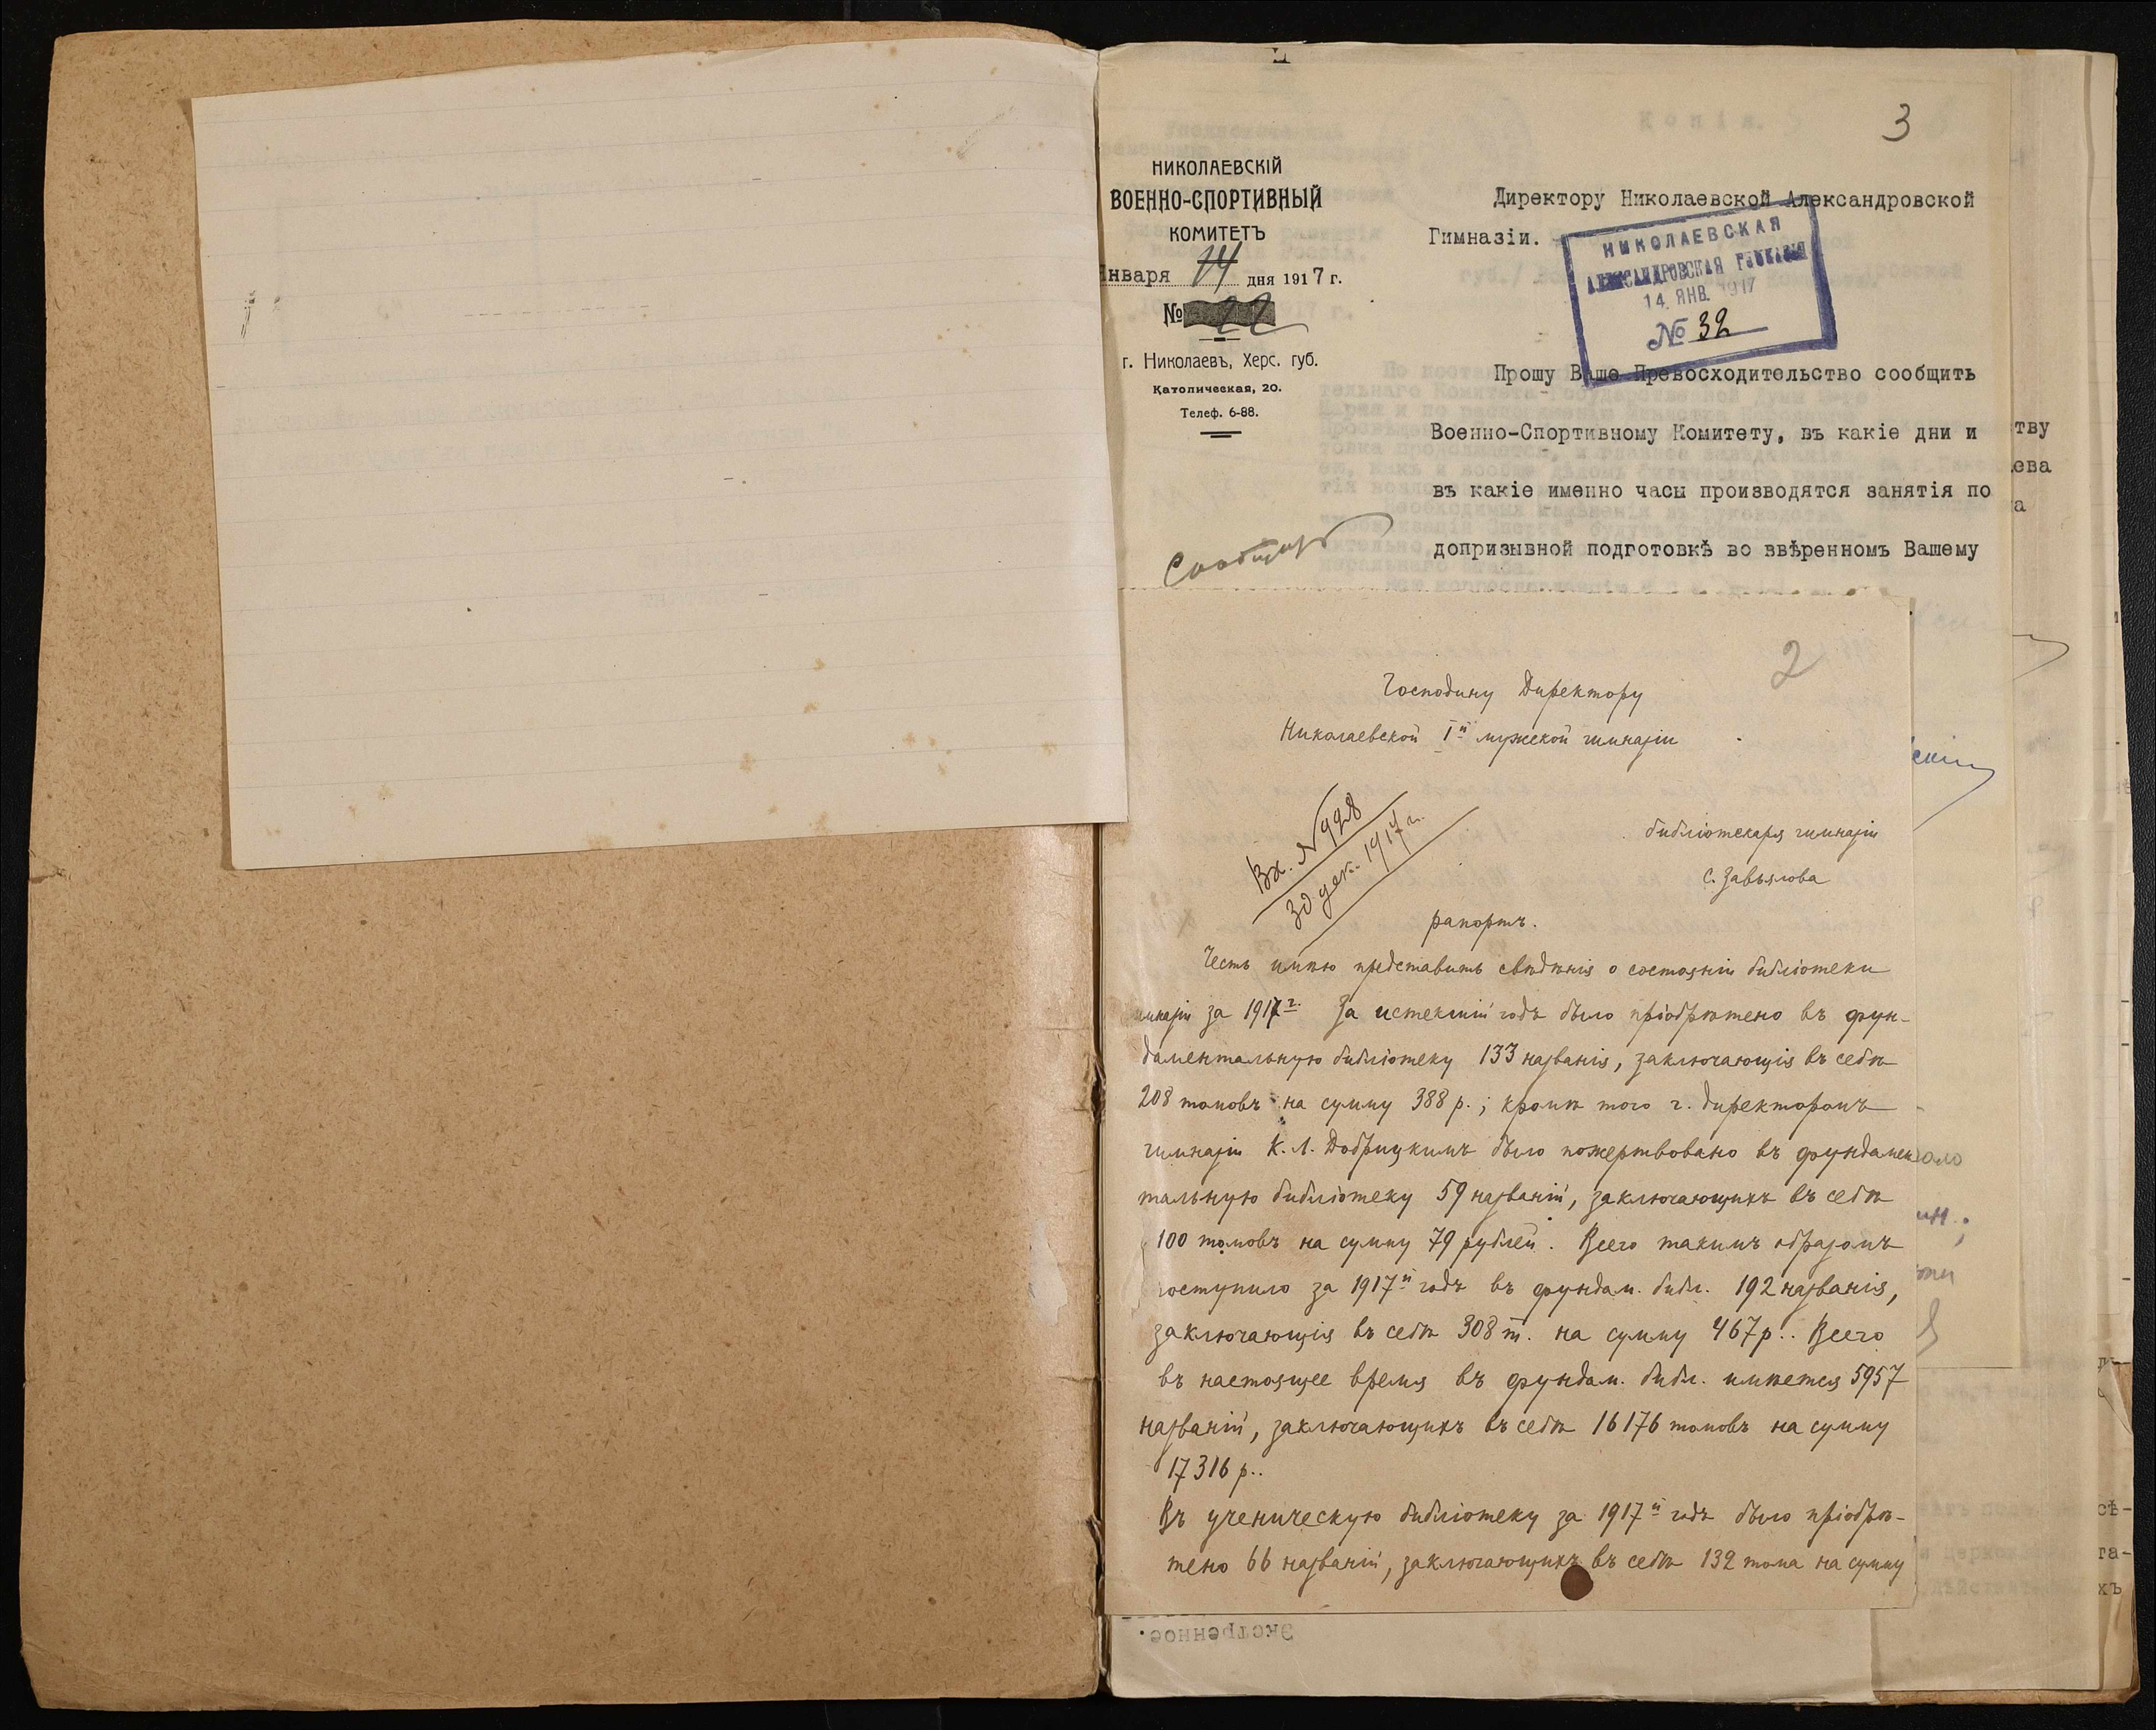 3
НИКОЛАЕВСКІЙ
ВОЕННО-СПОРТИВНЫЙ
КОМИТЕТЪ
Января 14 дня 1917 г.
№ 22
г. Николаевъ, Херс. губ.
Католическая, 20.
Телеф. 6-88.
Директору Николаевской Александровской
Гимназіи.
НИКОЛАЕВСКАЯ
АЛЕКСАНДРОВСКАЯ ГИМНАЗІЯ
14 ЯНВ. 1917
№ 32
Прошу Ваше Превосходительство сообщить
Военно-Спортивному Комитету, въ какіе дни и
въ какіе именно часы производятся занятія по
допризывной подготовкѣ во ввѣренномъ Вашему
2
Господину Директору
Николаевской Iй мужской гимназіи
Вх. N 928
30 дек. 1917 г.
библіотекаря гимназіи
С. Завьялова
рапортъ.
Честь имѣю представить свѣдѣнія о состояніи библіотеки
гимназіи за 1917 г. За истекшій годъ было пріобрѣтено въ фун-
даментальную библіотеку 133 названія, заключающія въ себѣ
208 томовъ на сумму 388 р.; кромѣ того г. директоромъ
гимназіи К. Л. Добрицкимъ было пожертвовано въ фундамен
тальную библіотеку 59 названій, заключающихъ въ себѣ
100 томовъ на сумму 79 рублей. Всего такимъ образомъ
поступило за 1917й годъ въ фундам. библ. 192 названія,
заключающія въ себѣ 308 т. на сумму 467 р.. Всего
въ настоящее время въ фундам. библ. имѣется 5957
названій, заключающихъ въ себѣ 16176 томовъ на сумму
17316 р..
Въ ученическую библіотеку за 1917й годъ было пріобрѣ-
тено 66 названій, заключающихъ въ себѣ 132 тома на сумму
Экстренное.